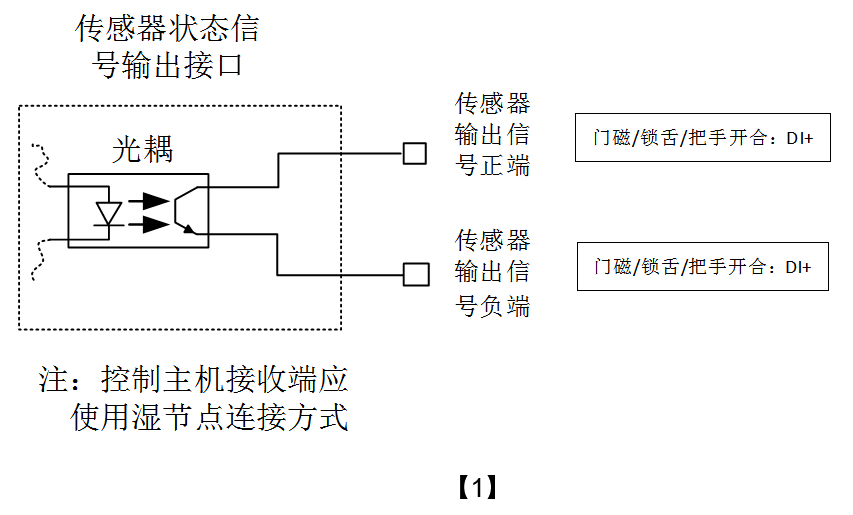 传感器状态信
号输出接口
光耦
传感器
输出信
号正端
门磁/锁舌/把手开合：DI+
传感器
输出信
号负端
门磁/锁舌/把手开合：DI+
注：控制主机接收端应
使用湿节点连接方式
【1】